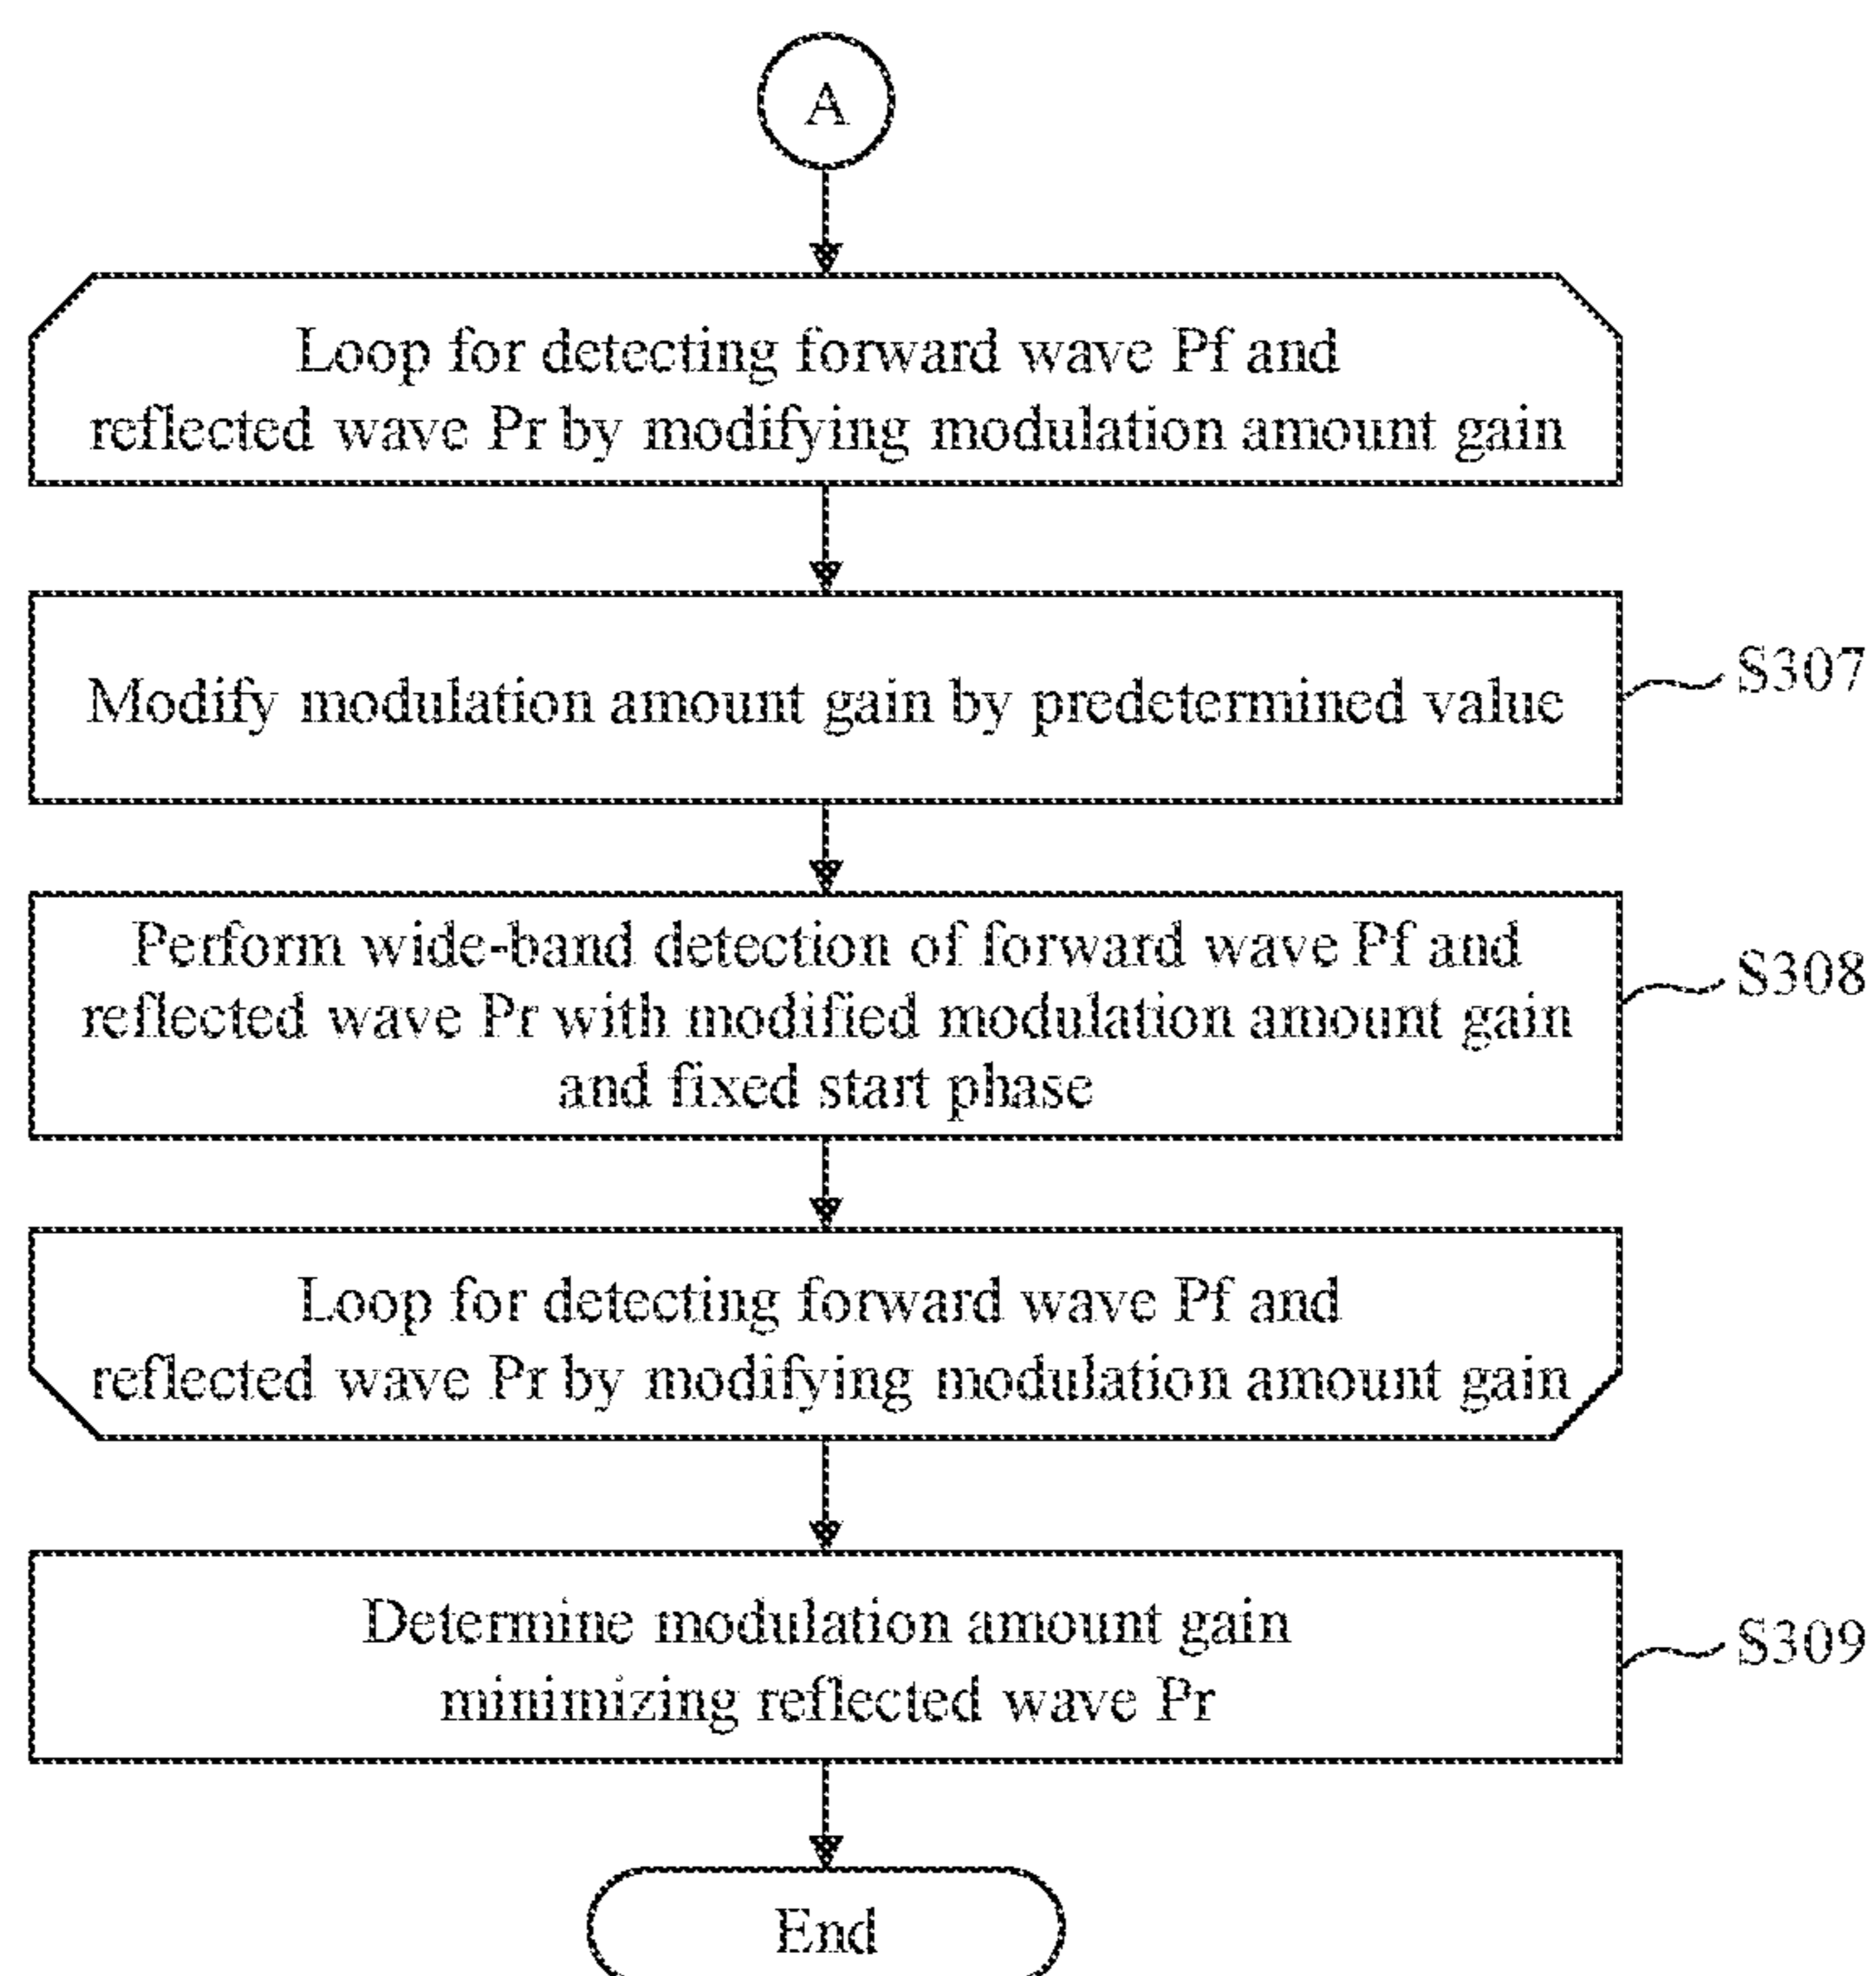 A
Loop for detecting forward wave Pf and
reflected wave Pr by modifying modulation amount gain
Modify modulation amount gain by predetermined value
S307
Perform wide-band detection of forward wave Pf and
reflected wave Pr with modified modulation amount gain
and fixed start phase
S308
Loop for detecting forward wave Pf and
reflected wave Pr by modifying modulation amount gain
Determine modulation amount gain
minimizing reflected wave Pr
S309
End